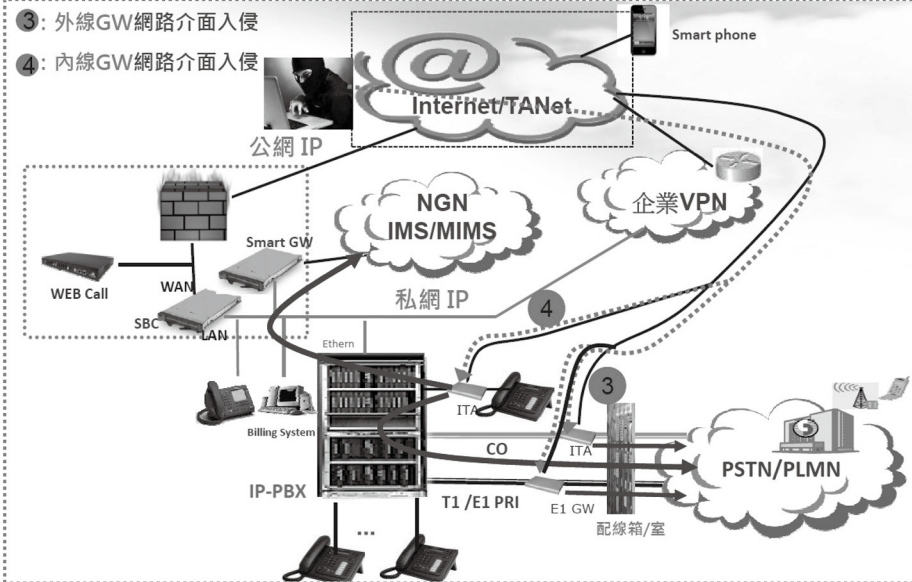 3：外線GW網路介面入侵
4：內線GW網路介面入侵
Smart phone
@
Internet/TANet
公網 IP
企業VPN
NGN
IMS/MIMS
Smart GW
WEB Call
WAN
私網 IP
SBC
LAN
4
Ethern
3
ITA
Billing System
CO
ITA
PSTN/PLMN
IP-PBX
T1 /E1 PRI
E1 GW
配線箱/室
...